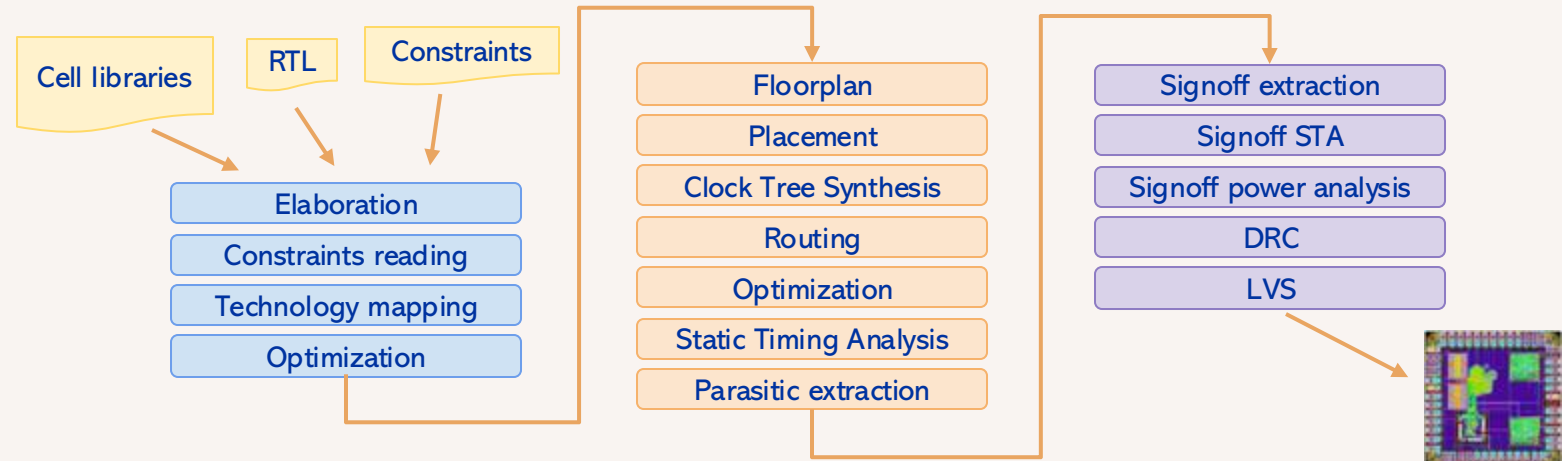 Cell libraries
RTL
Constraints
Elaboration
Constraints reading
Technology mapping
Optimization
Floorplan
Placement
Clock Tree Synthesis
Routing
Optimization
Static Timing Analysis
Parasitic extraction
Signoff extraction
Signoff STA
Signoff power analysis
DRC
LVS